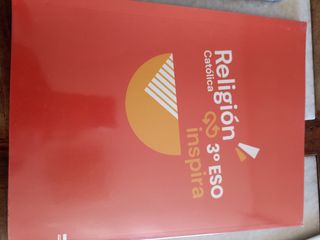 Religión
Católica
3º ESO
inspira